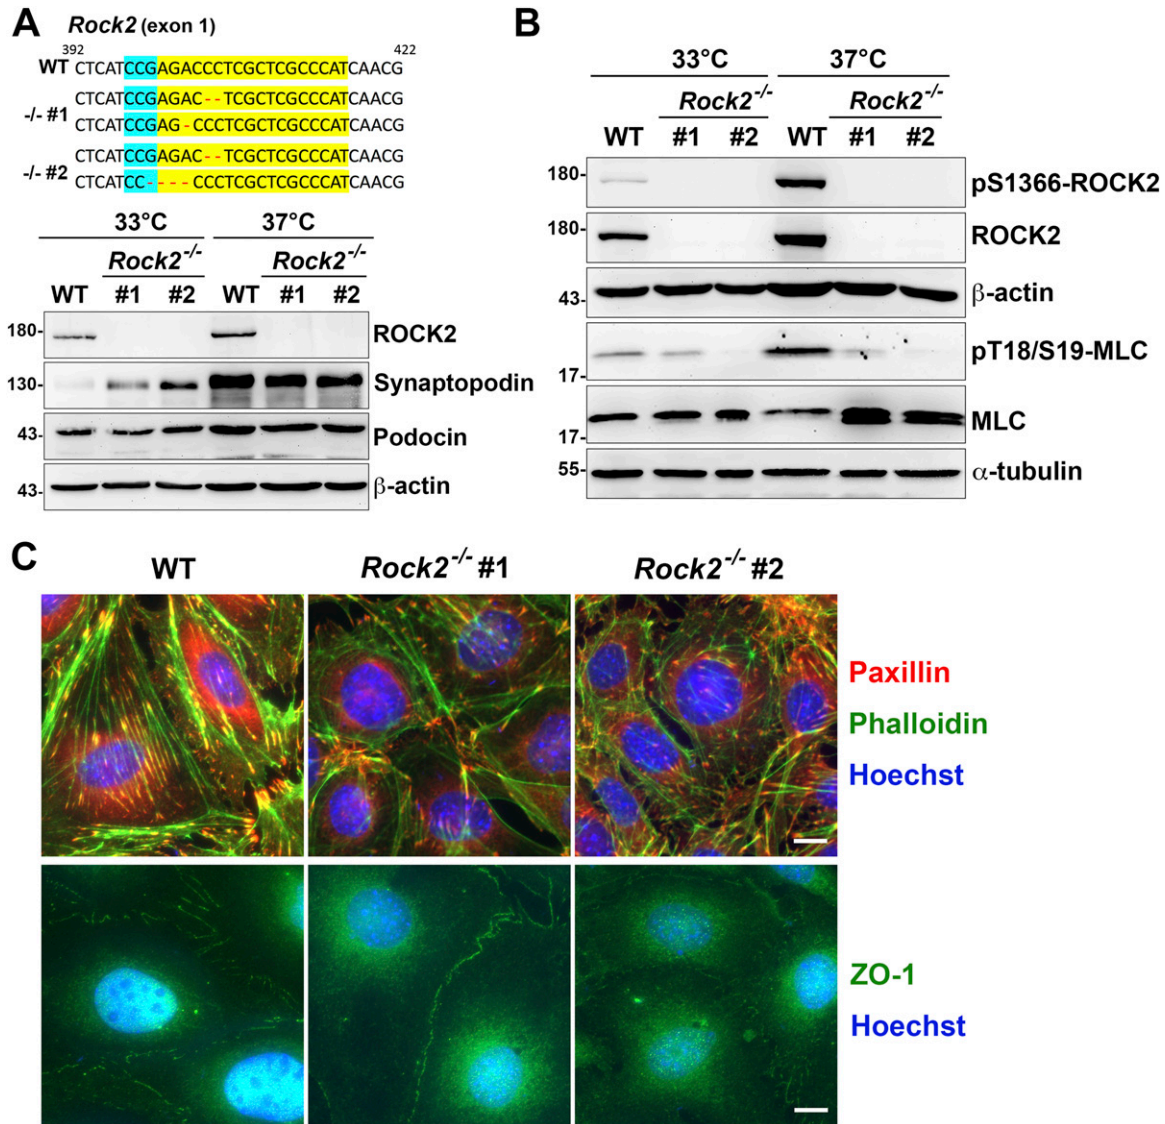 A
Rock2 (exon 1)
392 422
WT CTCATCCGAGACCCTCGCTCGCCCATCAACG
-/- #1
CTCATCCGAGAC--TCGCTCGCCCATCAACG
CTCATCCGAG-CCCTCGCTCGCCCATCAACG
-/- #2
CTCATCCGAGAC--TCGCTCGCCCATCAACG
CTCATCC----CCCTCGCTCGCCCATCAACG
33°C 37°C
Rock2-/- Rock2-/-
WT #1 #2 WT #1 #2
180- ROCK2
130- Synaptopodin
43- Podocin
43- β-actin
B
33°C 37°C
Rock2-/- Rock2-/-
WT #1 #2 WT #1 #2
180- pS1366-ROCK2
180- ROCK2
43- β-actin
17- pT18/S19-MLC
17- MLC
55- α-tubulin
C
WT Rock2-/- #1 Rock2-/- #2
Paxillin
Phalloidin
Hoechst
ZO-1
Hoechst